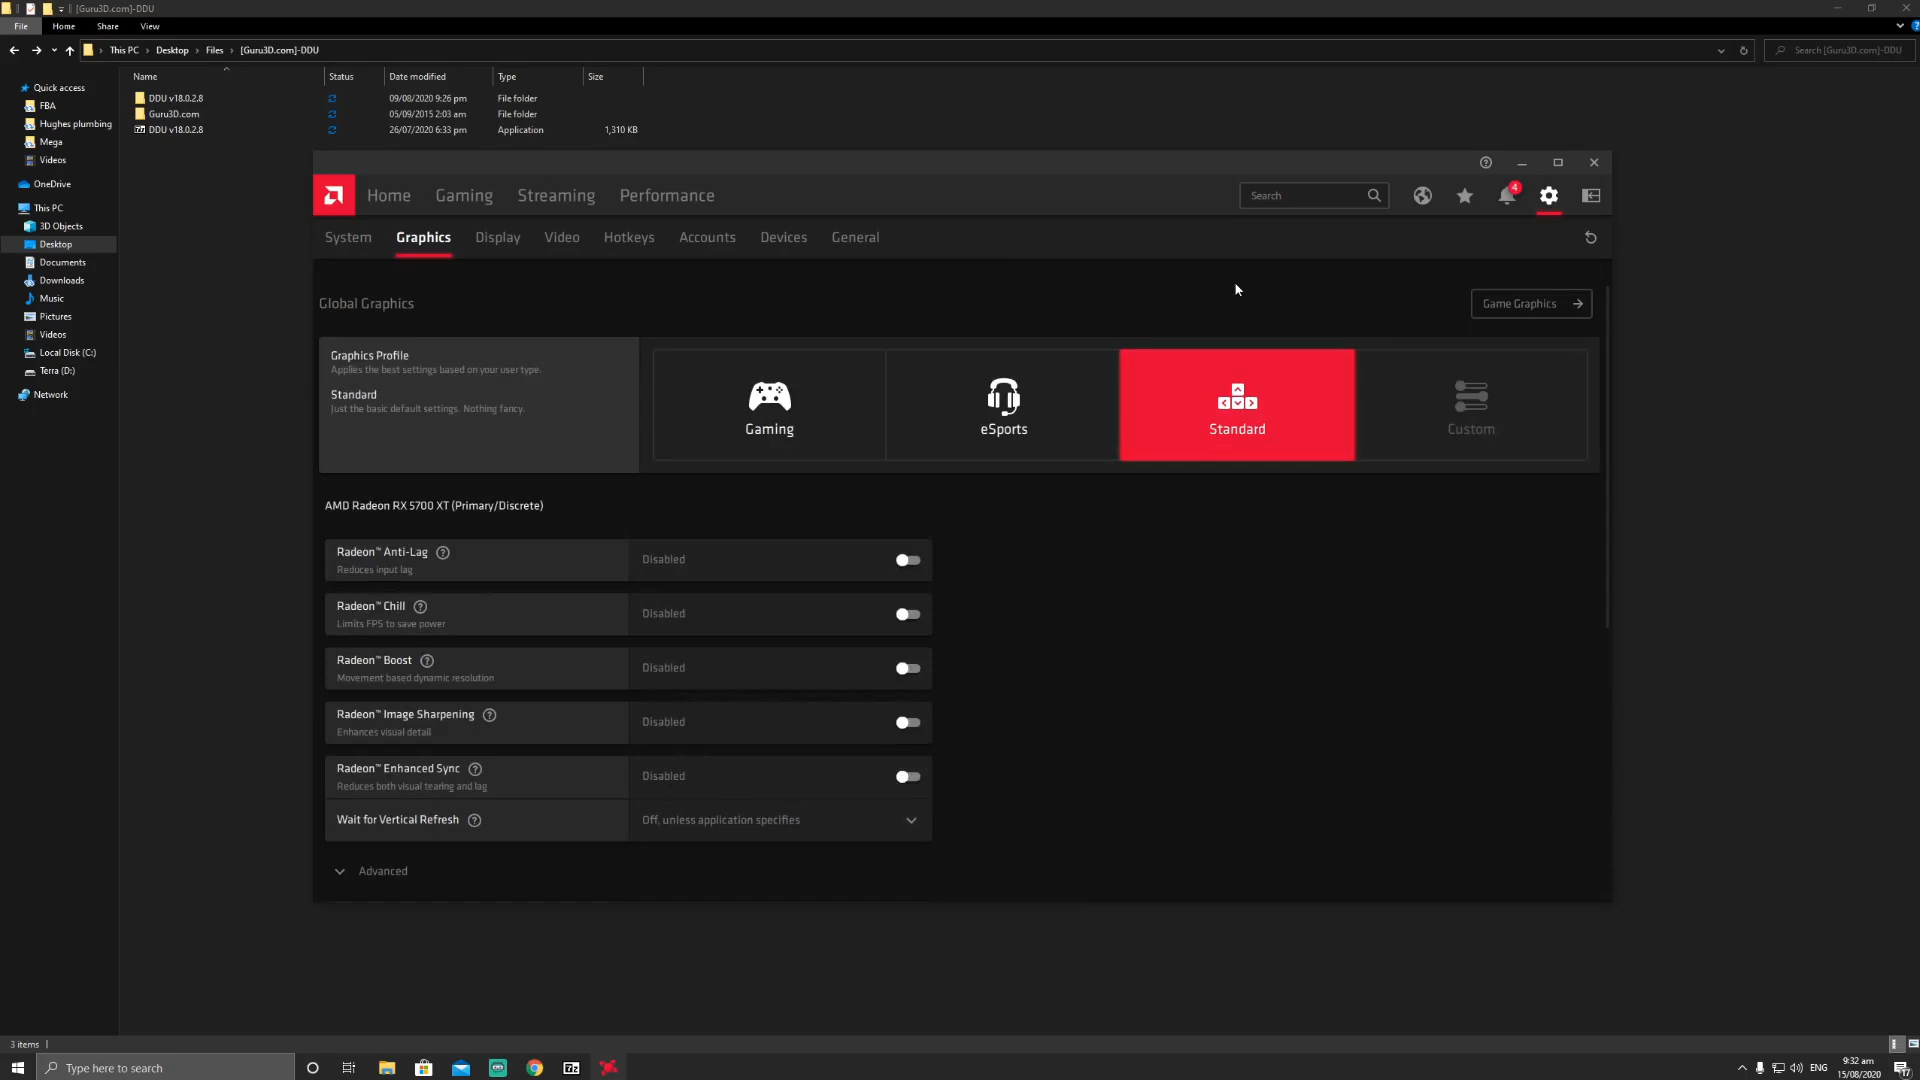 [Guru3D.com]-DDU
File Home Share View
This PC Desktop Files [Guru3D.com]-DDU Search [Guru3D.com]-DDU
Name Status Date modified Type Size
DDU v18.0.2.8 09/08/2020 9:26 pm File folder
Guru3D.com 05/09/2015 2:03 am File folder
DDU v18.0.2.8 26/07/2020 6:33 pm Application 1,310 KB
Quick access
FBA
Hughes plumbing
Mega
Videos
OneDrive
This PC
3D Objects
Desktop
Documents
Downloads
Music
Pictures
Videos
Local Disk (C:)
Terra (D:)
Network
Home Gaming Streaming Performance Search 4
System Graphics Display Video Hotkeys Accounts Devices General
Global Graphics Game Graphics
Graphics Profile
Applies the best settings based on your user type.
Standard
Just the basic default settings. Nothing fancy.
Gaming eSports Standard Custom
AMD Radeon RX 5700 XT (Primary/Discrete)
Radeon™ Anti-Lag Disabled
Reduces input lag
Radeon™ Chill Disabled
Limits FPS to save power
Radeon™ Boost Disabled
Movement based dynamic resolution
Radeon™ Image Sharpening Disabled
Enhances visual detail
Radeon™ Enhanced Sync Disabled
Reduces both visual tearing and lag
Wait for Vertical Refresh Off, unless application specifies
Advanced
3 items
Type here to search 7z ENG 9:32 am
15/08/2020 17